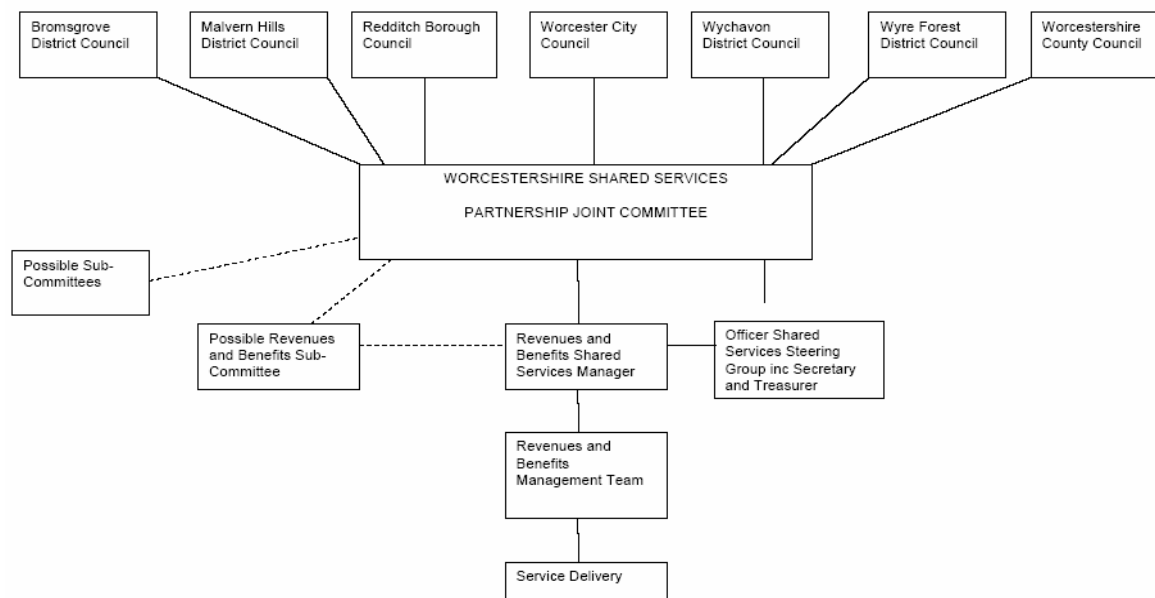 Bromsgrove
District Council
Malvern Hills
District Council
Redditch Borough
Council
Worcester City
Council
Wychavon
District Council
Wyre Forest
District Council
Worcestershire
County Council
WORCESTERSHIRE SHARED SERVICES
PARTNERSHIP JOINT COMMITTEE
Possible Sub-
Committees
Possible Revenues
and Benefits Sub-
Committee
Revenues and
Benefits Shared
Services Manager
Officer Shared
Services Steering
Group inc Secretary
and Treasurer
Revenues and
Benefits
Management Team
Service Delivery